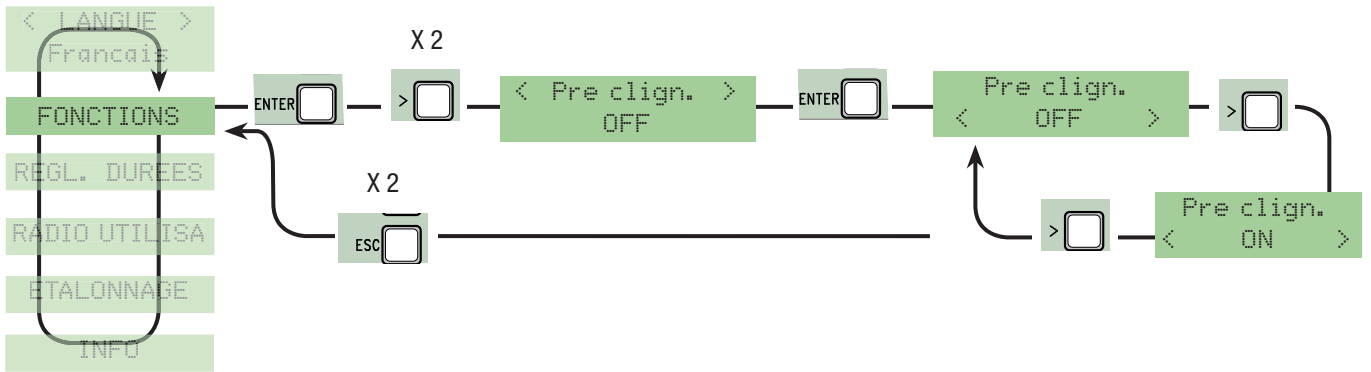 < LANGUE >
Francais
FONCTIONS
REGL. DUREES
RADIO UTILISA
ETALONNAGE
INFO
ENTER
X 2
>
< Pre clign. >
OFF
ENTER
Pre clign.
< OFF >
>
Pre clign.
< ON >
>
X 2
ESC